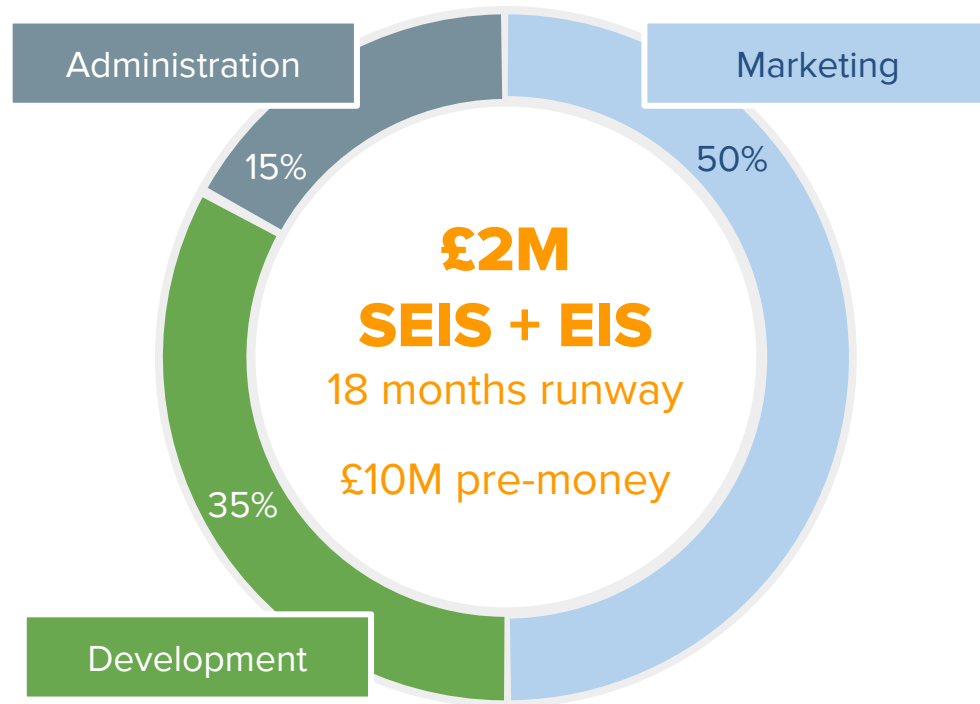 Administration
Marketing
15%
50%
£2M
SEIS + EIS
18 months runway
£10M pre-money
35%
Development